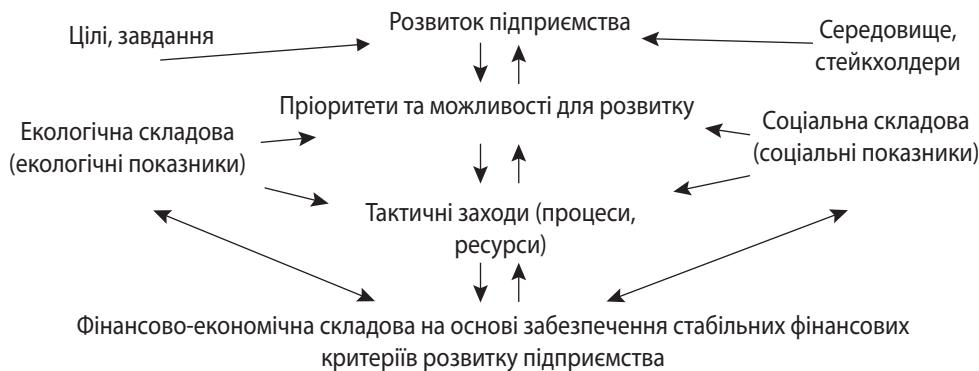 Розвиток підприємства
Цілі, завдання
Середовище,
стейкхолдери
Пріоритети та можливості для розвитку
Екологічна складова
(екологічні показники)
Соціальна складова
(соціальні показники)
Тактичні заходи (процеси,
ресурси)
Фінансово-економічна складова на основі забезпечення стабільних фінансових
критеріїв розвитку підприємства